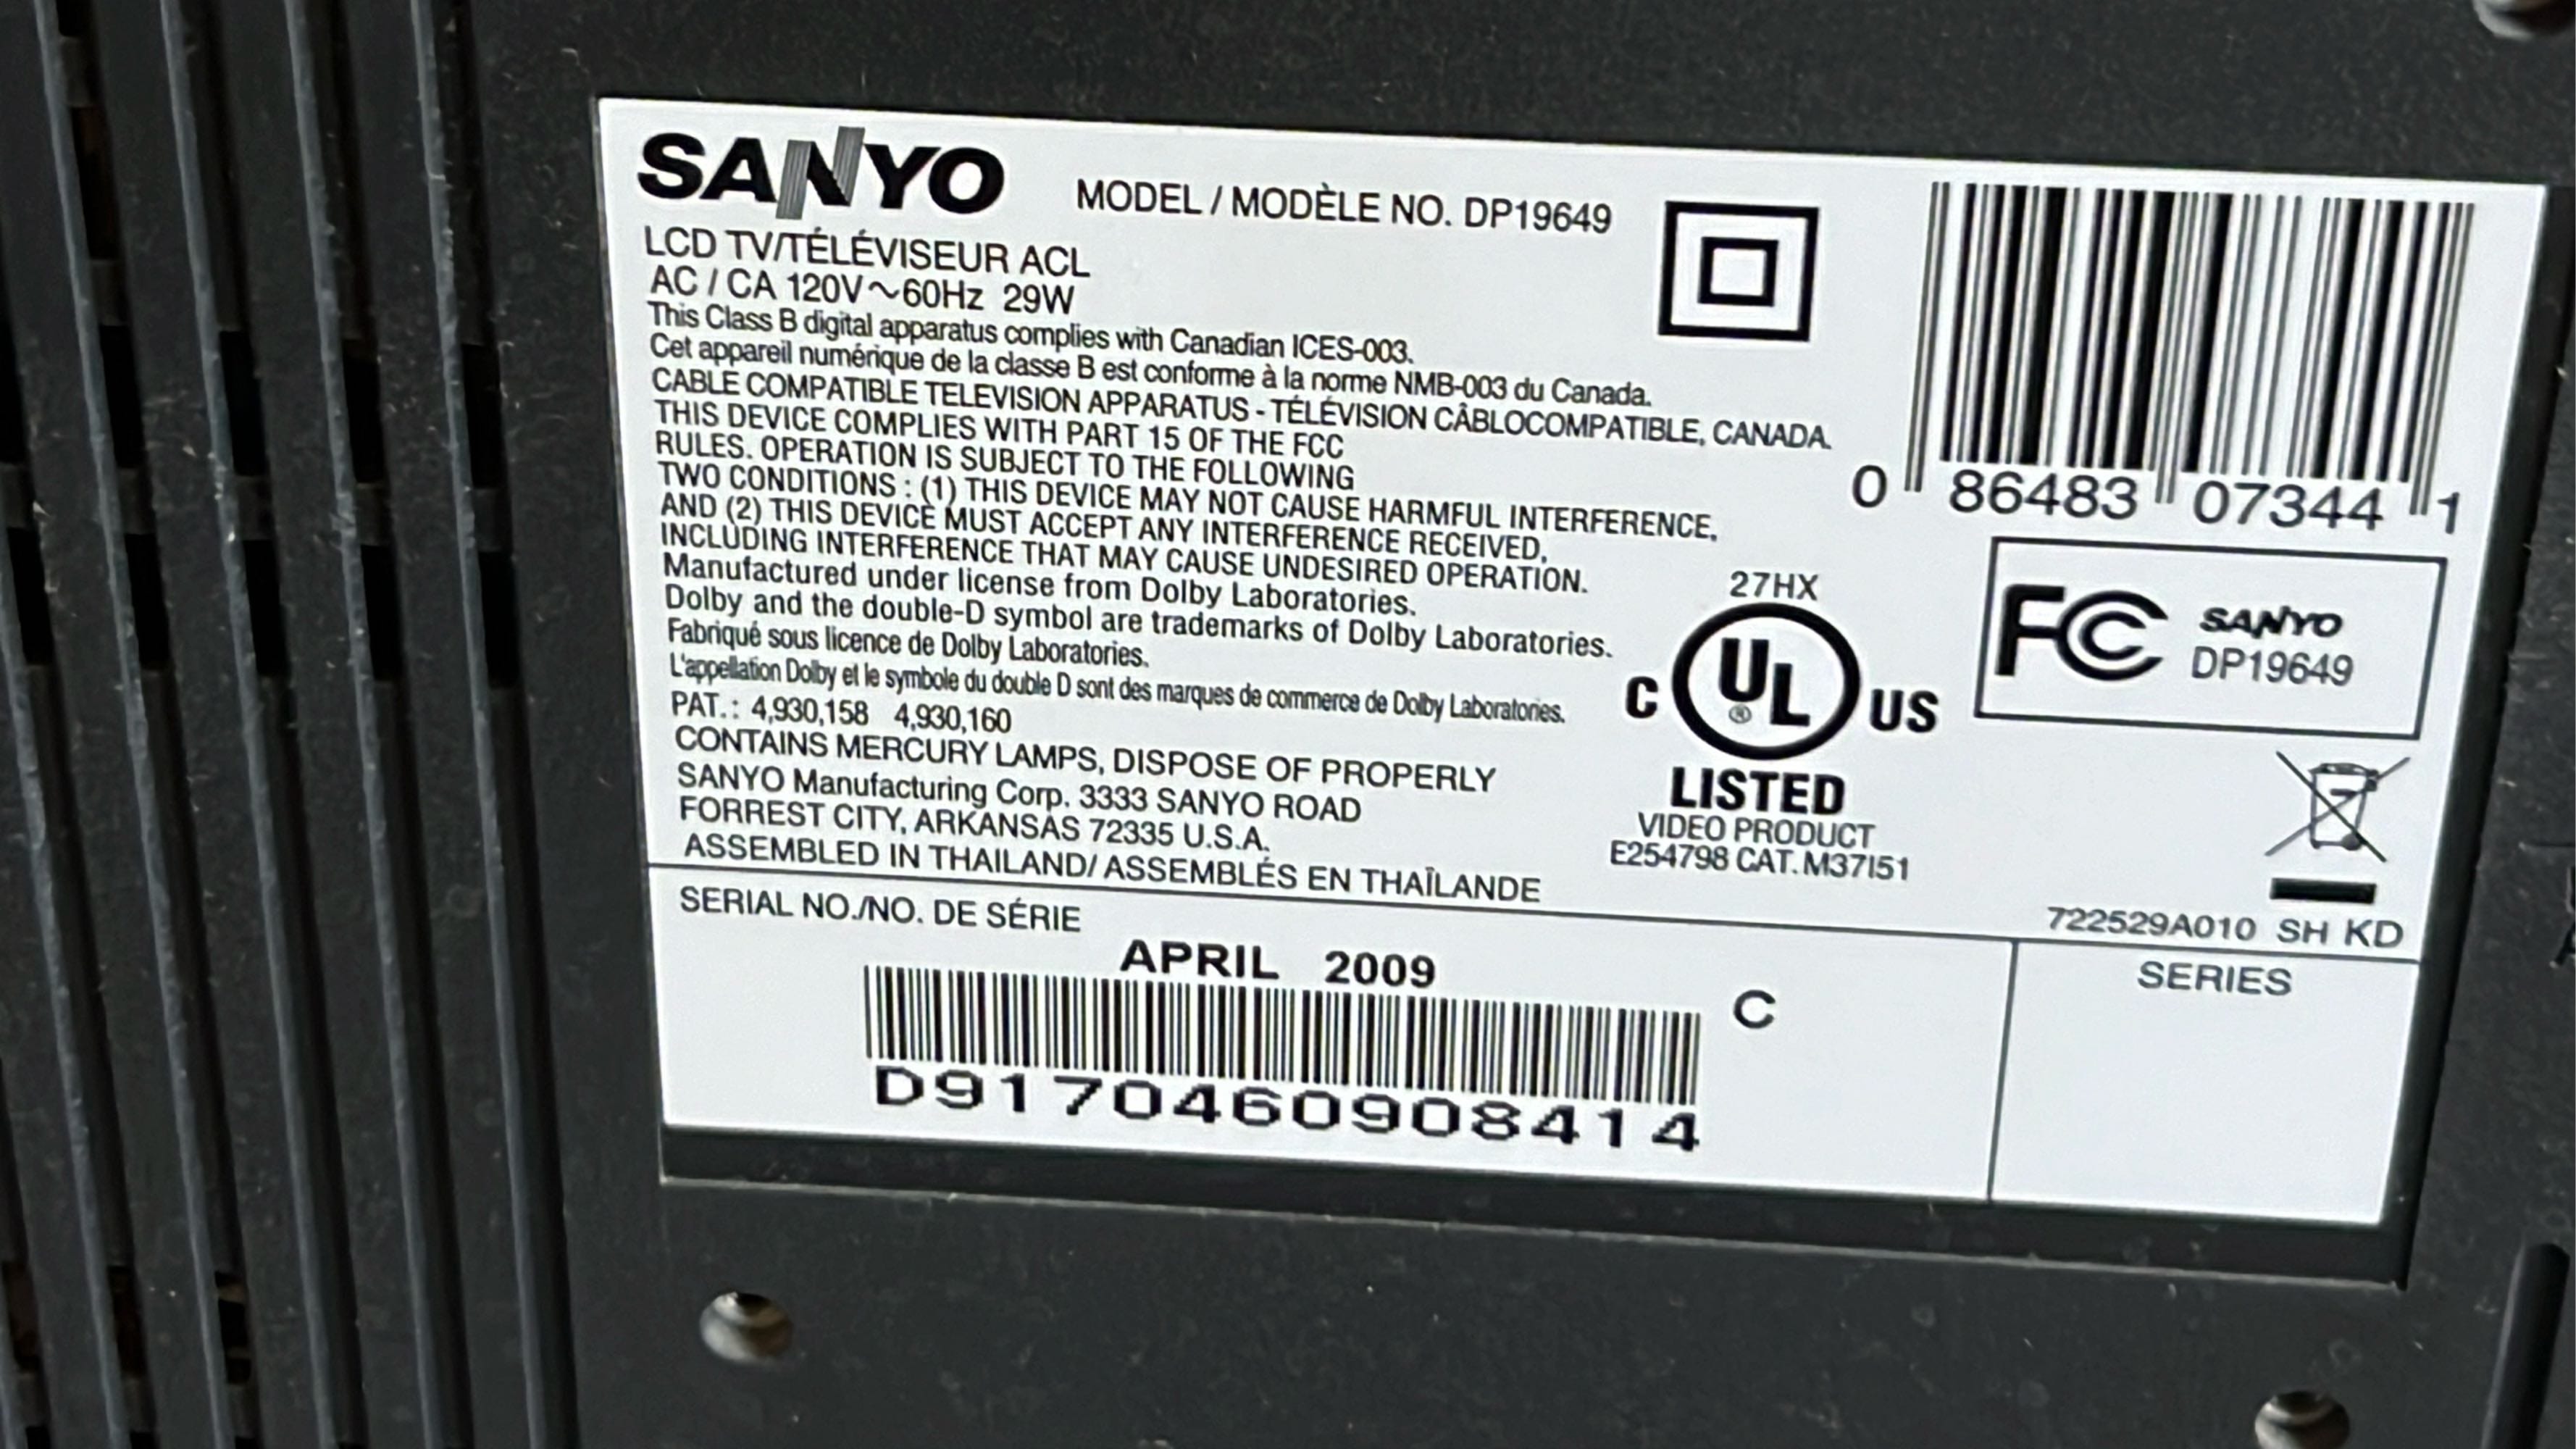 SANYO
MODEL / MODÈLE NO. DP19649
LCD TV/TÉLÉVISEUR ACL
AC / CA 120V~60Hz 29W
This Class B digital apparatus complies with Canadian ICES-003.
Cet appareil numérique de la classe B est conforme à la norme NMB-003 du Canada.
CABLE COMPATIBLE TELEVISION APPARATUS - TÉLÉVISION CÂBLOCOMPATIBLE, CANADA.
THIS DEVICE COMPLIES WITH PART 15 OF THE FCC
RULES. OPERATION IS SUBJECT TO THE FOLLOWING
TWO CONDITIONS : (1) THIS DEVICE MAY NOT CAUSE HARMFUL INTERFERENCE,
AND (2) THIS DEVICE MUST ACCEPT ANY INTERFERENCE RECEIVED,
INCLUDING INTERFERENCE THAT MAY CAUSE UNDESIRED OPERATION.
Manufactured under license from Dolby Laboratories.
Dolby and the double-D symbol are trademarks of Dolby Laboratories.
Fabriqué sous licence de Dolby Laboratories.
L'appellation Dolby et le symbole du double D sont des marques de commerce de Dolby Laboratories.
PAT.: 4,930,158 4,930,160
CONTAINS MERCURY LAMPS, DISPOSE OF PROPERLY
SANYO Manufacturing Corp. 3333 SANYO ROAD
FORREST CITY, ARKANSAS 72335 U.S.A.
ASSEMBLED IN THAILAND/ ASSEMBLÉS EN THAÏLANDE
0 86483 07344 1
27HX
C UL® US
LISTED
VIDEO PRODUCT
E254798 CAT. M37I51
FC SANYO
DP19649
722529A010 SH KD
SERIAL NO./NO. DE SÉRIE
APRIL 2009
C
D9170460908414
SERIES